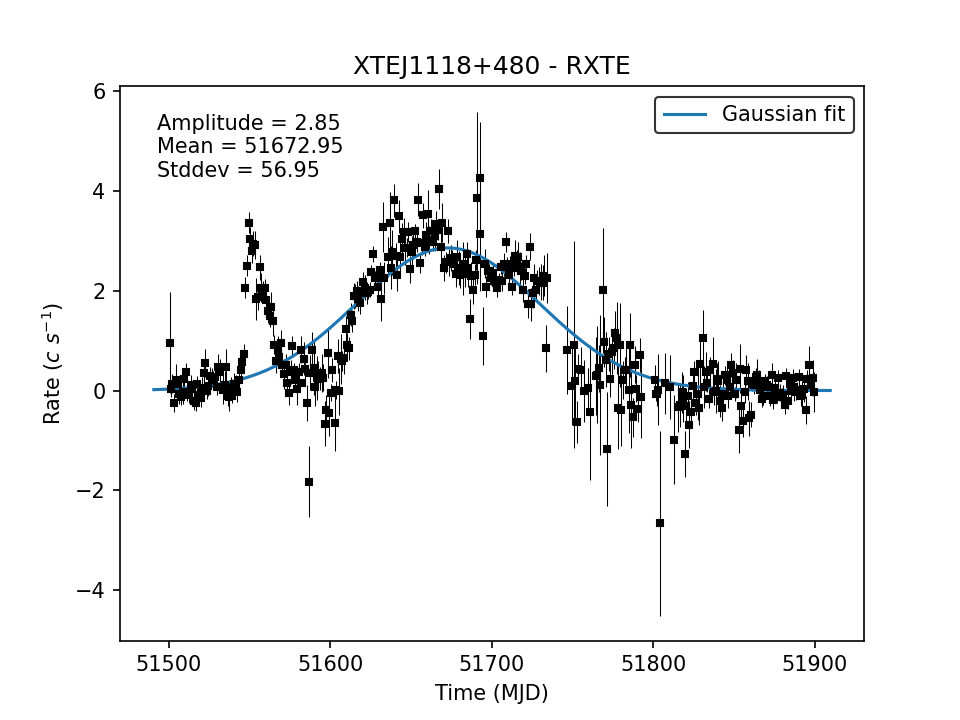 XTEJ1118+480 - RXTE
Amplitude = 2.85
Mean = 51672.95
Stddev = 56.95
Gaussian fit
6
4
2
0
−2
−4
Rate (c s⁻¹)
51500 51600 51700 51800 51900
Time (MJD)